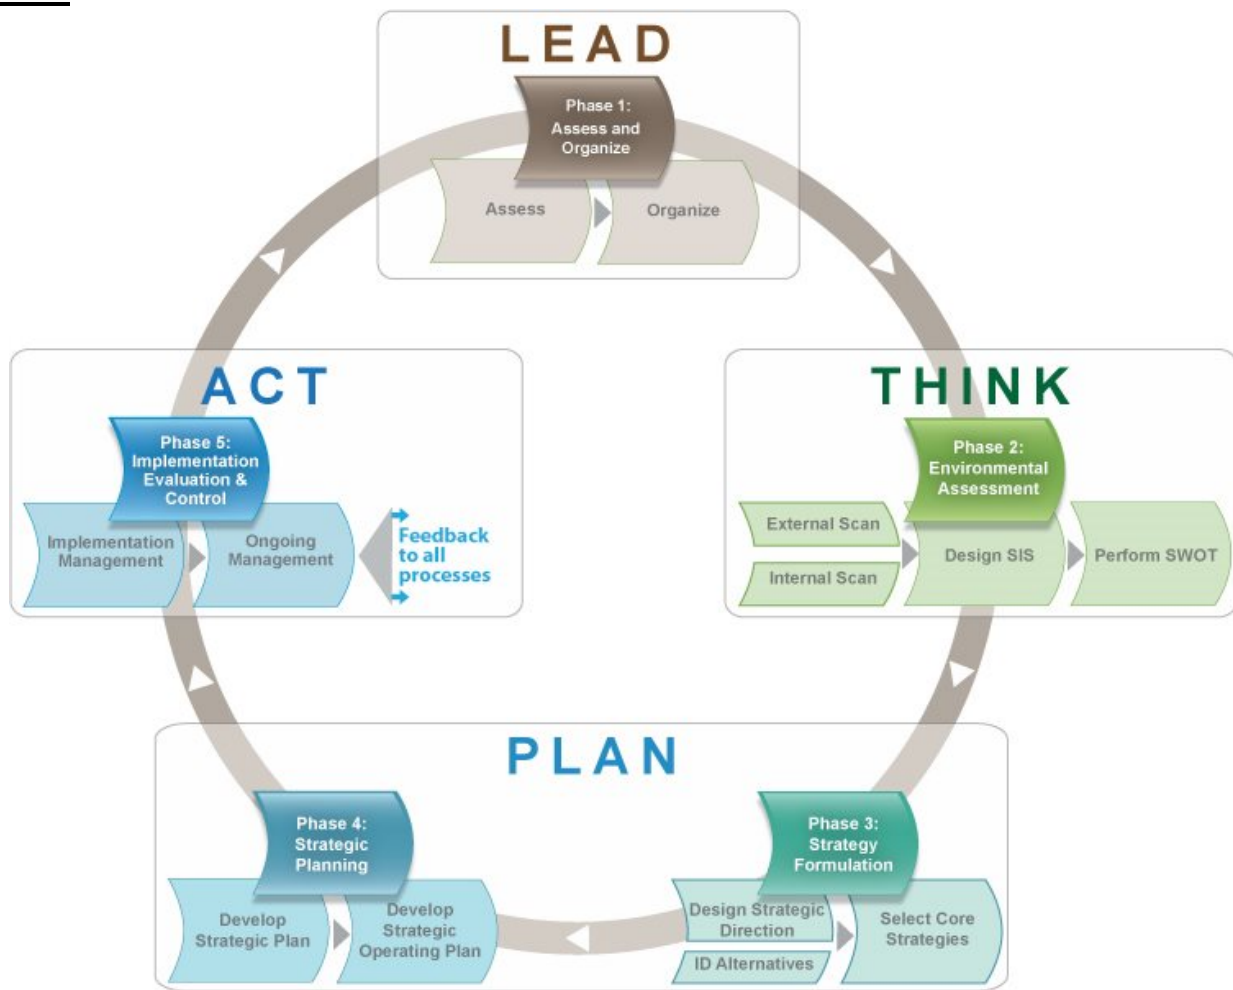 LEAD
Phase 1:
Assess and
Organize
Assess
Organize
ACT
Phase 5:
Implementation
Evaluation &
Control
Implementation
Management
Ongoing
Management
Feedback
to all
processes
THINK
Phase 2:
Environmental
Assessment
External Scan
Internal Scan
Design SIS
Perform SWOT
PLAN
Phase 4:
Strategic
Planning
Develop
Strategic Plan
Develop
Strategic
Operating Plan
Phase 3:
Strategy
Formulation
Design Strategic
Direction
ID Alternatives
Select Core
Strategies